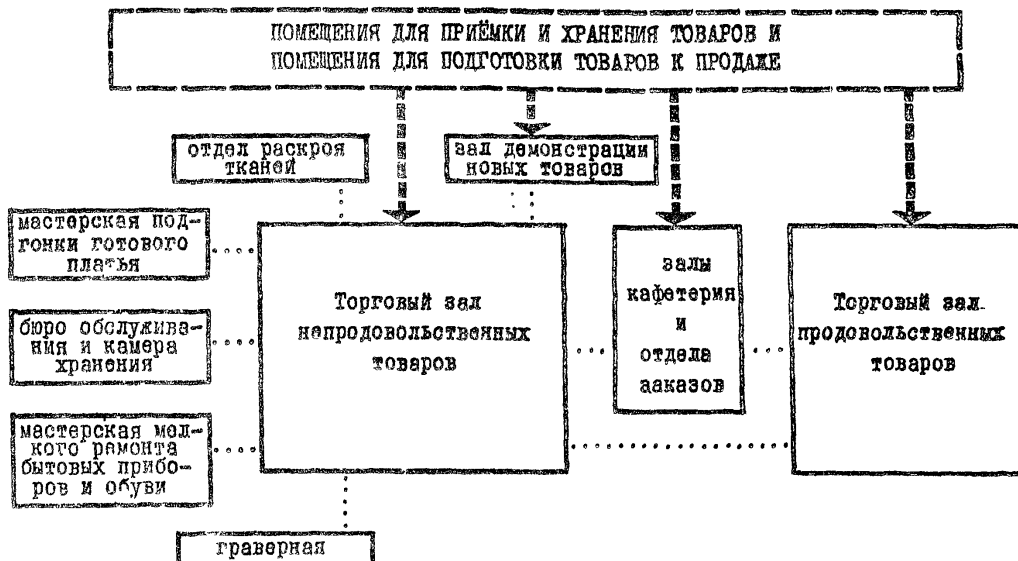 ПОМЕЩЕНИЯ ДЛЯ ПРИЁМКИ И ХРАНЕНИЯ ТОВАРОВ И
ПОМЕЩЕНИЯ ДЛЯ ПОДГОТОВКИ ТОВАРОВ К ПРОДАЖЕ
отдел раскроя
тканей
зал демонстрации
новых товаров
мастерская под-
гонки готового
платья
бюро обслужива-
ния и камера
хранения
мастерская мел-
кого ремонта
бытовых прибо-
ров и обуви
Торговый зал
непродовольственных
товаров
залы
кафетерия
и
отдела
заказов
Торговый зал
продовольственных
товаров
граверная